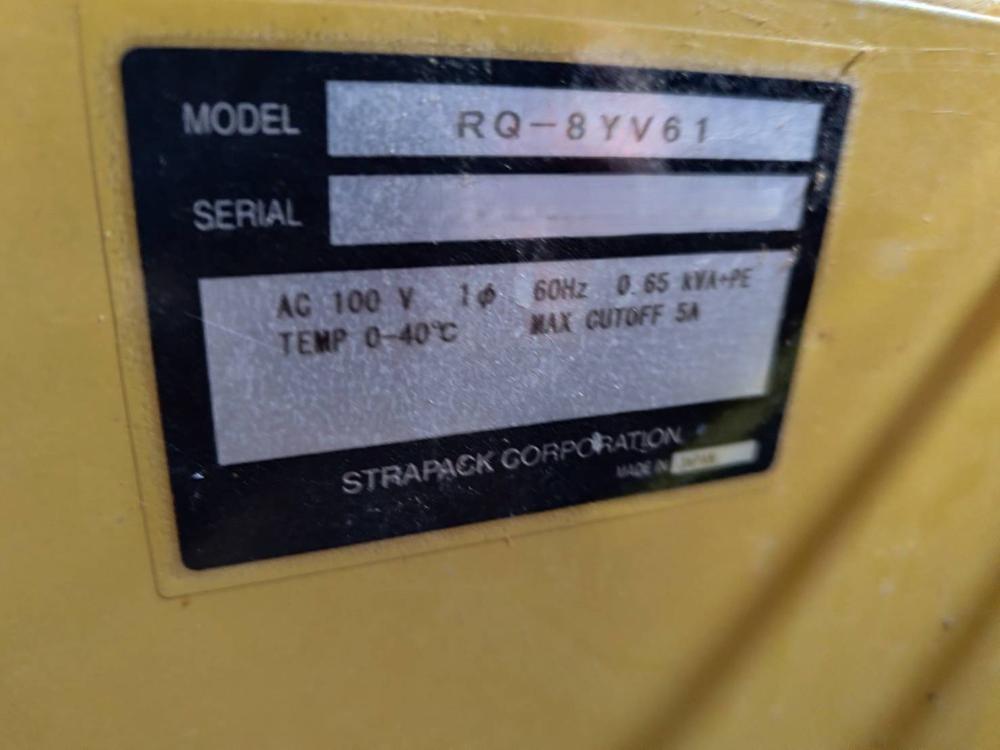 MODEL RQ-8YV61
SERIAL
AC 100 V 1φ 60Hz 0.65 kVA+PE
TEMP 0-40℃ MAX CUTOFF 5A
STRAPACK CORPORATION
MADE IN JAPAN